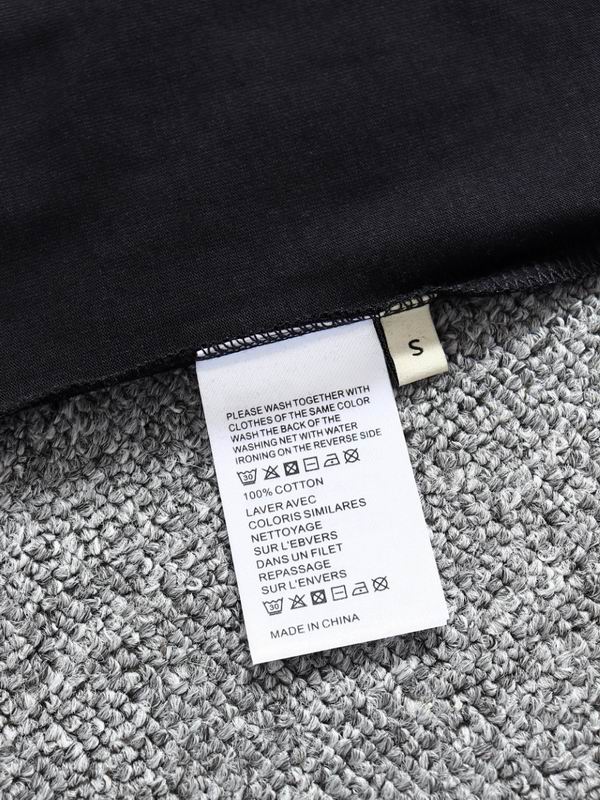 S
PLEASE WASH TOGETHER WITH
CLOTHES OF THE SAME COLOR
WASH THE BACK OF THE
WASHING NET WITH WATER
IRONING ON THE REVERSE SIDE
30
100% COTTON
LAVER AVEC
COLORIS SIMILARES
NETTOYAGE
SUR L'EBVERS
DANS UN FILET
REPASSAGE
SUR L'ENVERS
30
MADE IN CHINA